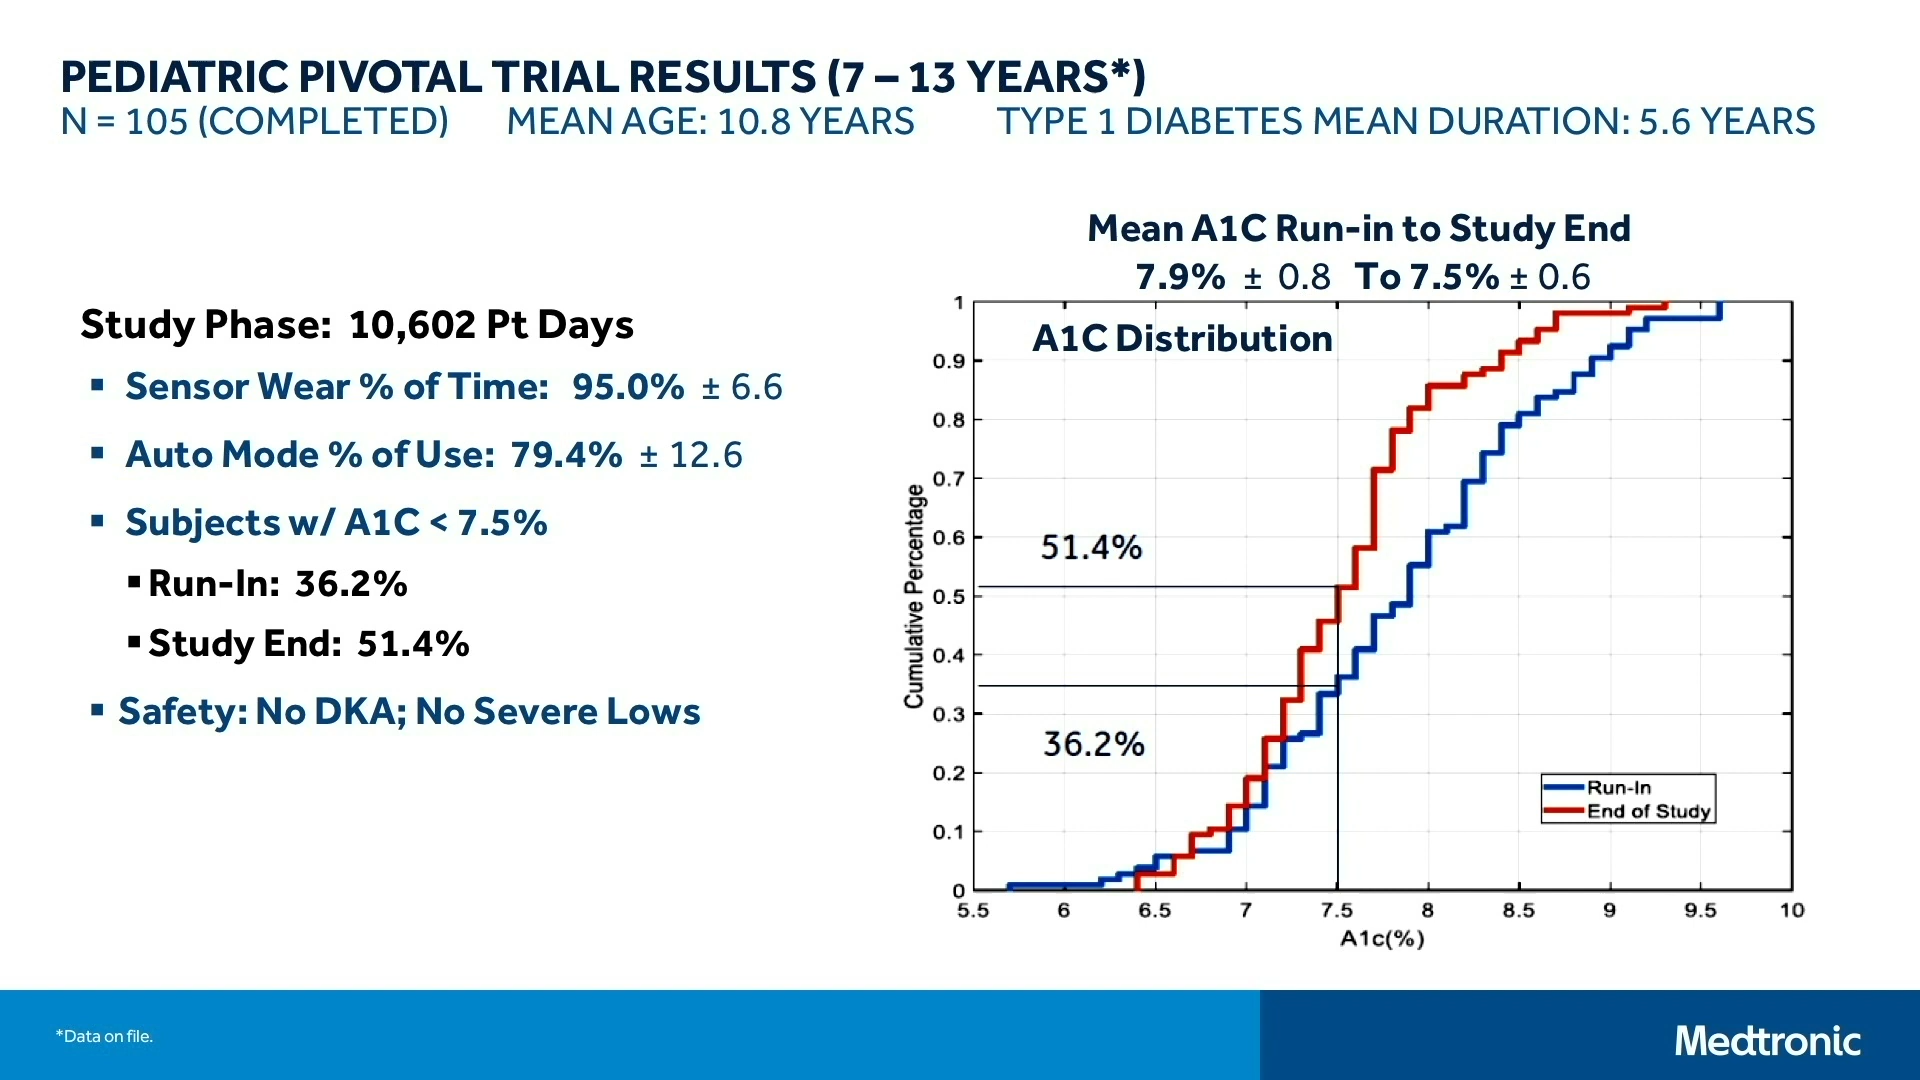 PEDIATRIC PIVOTAL TRIAL RESULTS (7 – 13 YEARS*)
N = 105 (COMPLETED) MEAN AGE: 10.8 YEARS TYPE 1 DIABETES MEAN DURATION: 5.6 YEARS
Study Phase: 10,602 Pt Days
▪ Sensor Wear % of Time: 95.0% ± 6.6
▪ Auto Mode % of Use: 79.4% ± 12.6
▪ Subjects w/ A1C < 7.5%
▪ Run-In: 36.2%
▪ Study End: 51.4%
▪ Safety: No DKA; No Severe Lows
Mean A1C Run-in to Study End
7.9% ± 0.8 To 7.5% ± 0.6
A1C Distribution
1
0.9
0.8
0.7
0.6
0.5
0.4
0.3
0.2
0.1
0
Cumulative Percentage
51.4%
36.2%
Run-In
End of Study
5.5 6 6.5 7 7.5 8 8.5 9 9.5 10
A1c(%)
*Data on file.
Medtronic